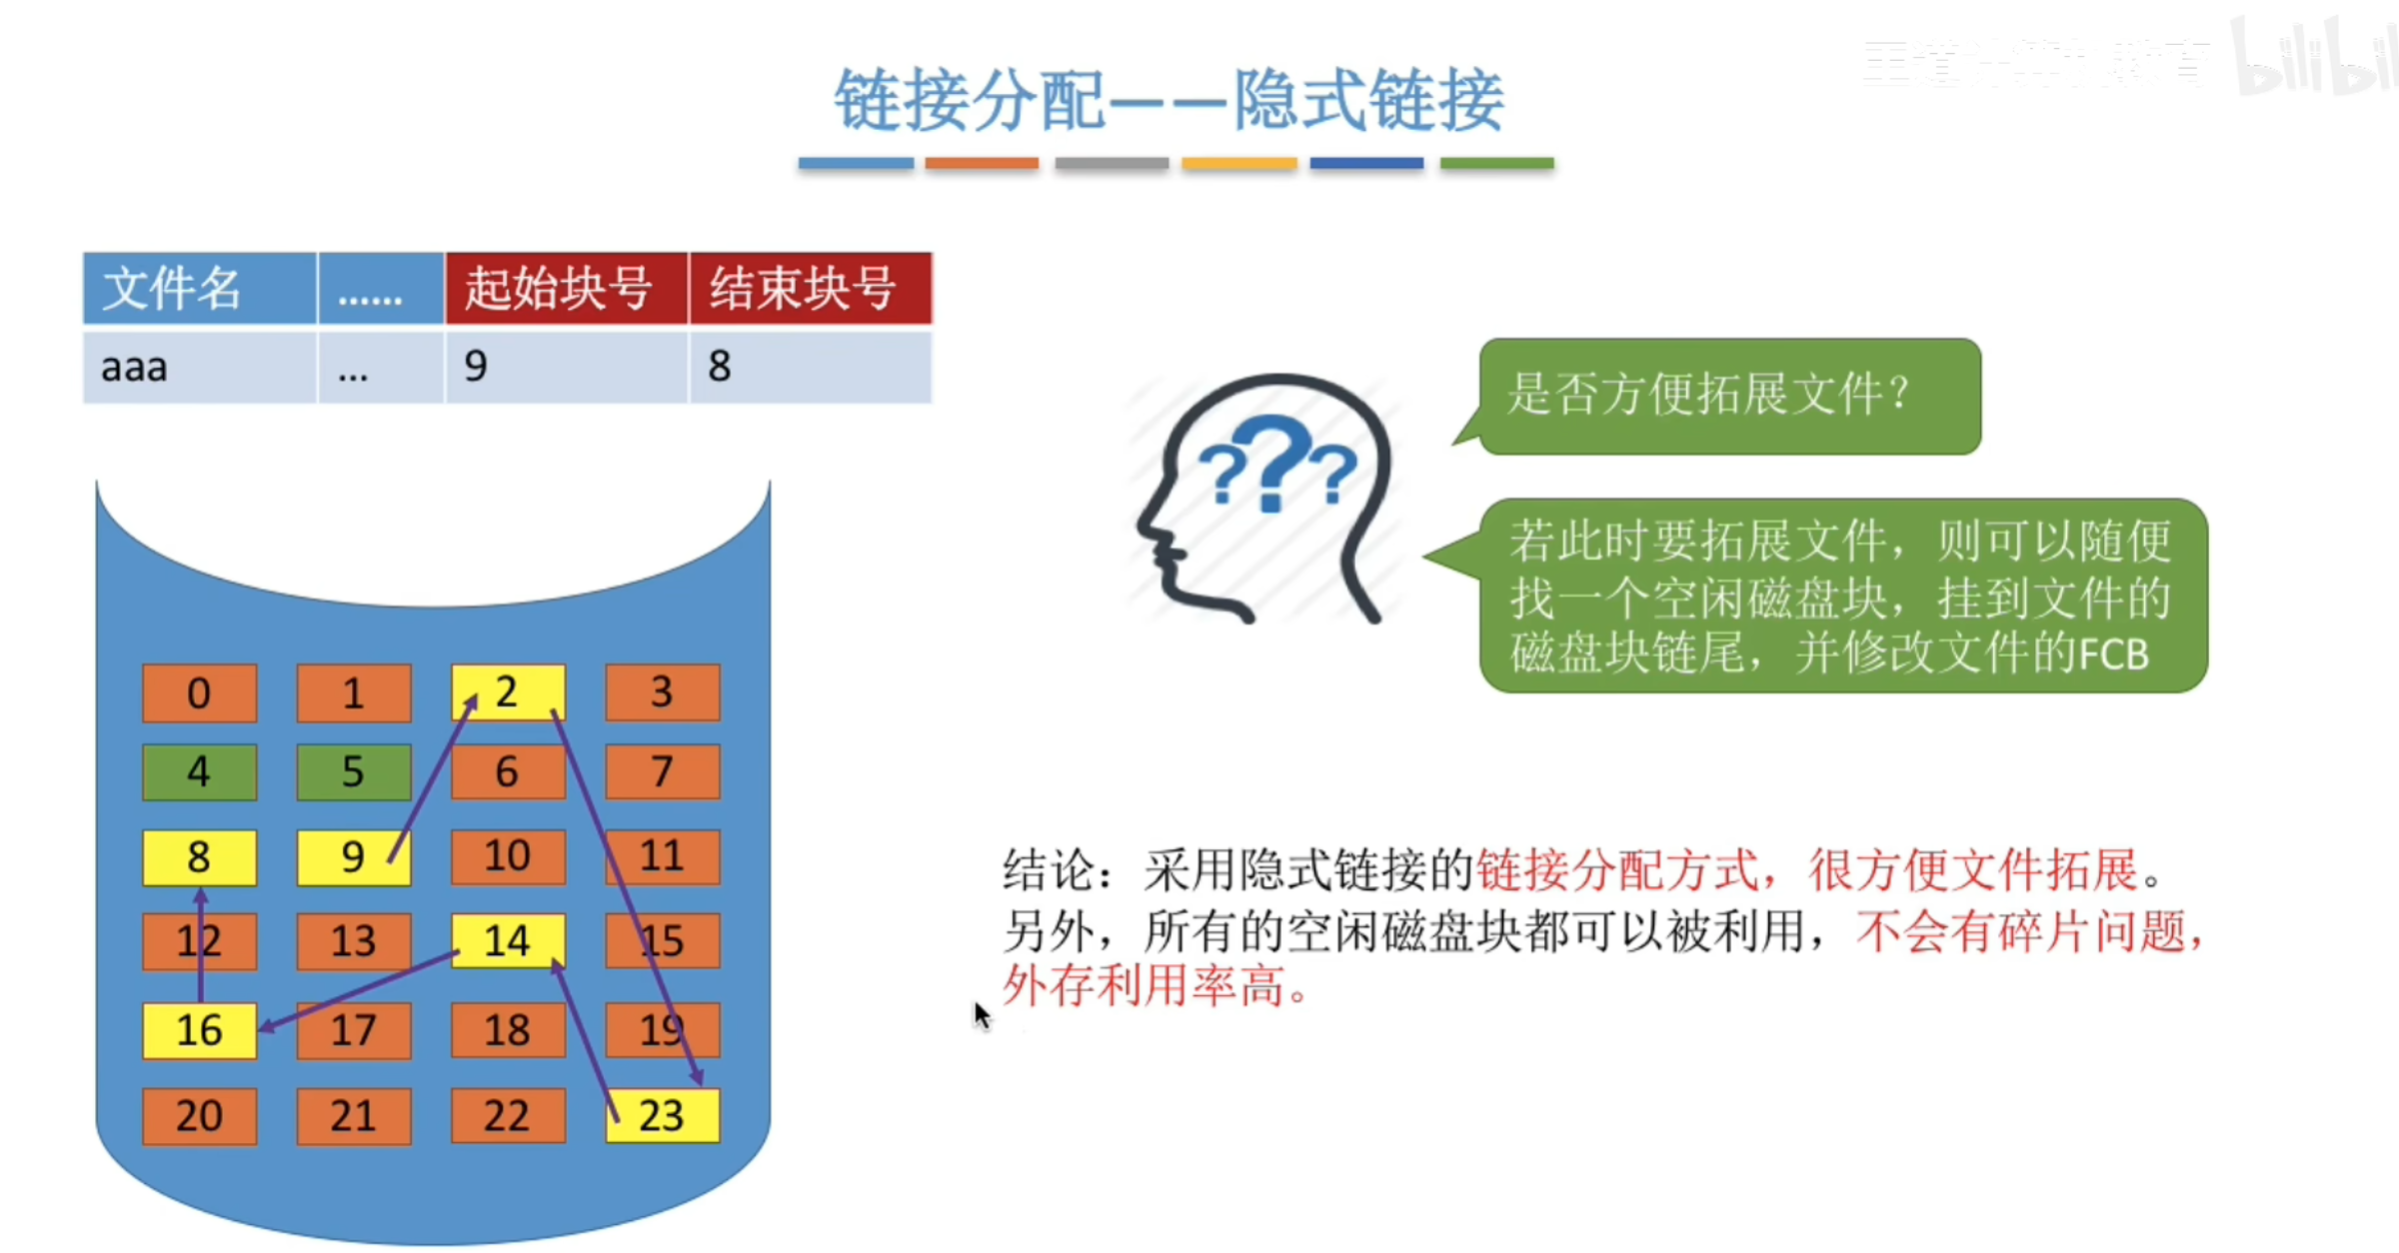 王道计算机教育 bilibili
链接分配——隐式链接
文件名 …… 起始块号 结束块号
aaa … 9 8
是否方便拓展文件？
? ? ?
若此时要拓展文件，则可以随便
找一个空闲磁盘块，挂到文件的
磁盘块链尾，并修改文件的FCB
0 1 2 3
4 5 6 7
8 9 10 11
12 13 14 15
16 17 18 19
20 21 22 23
结论：采用隐式链接的链接分配方式，很方便文件拓展。
另外，所有的空闲磁盘块都可以被利用，不会有碎片问题，
外存利用率高。